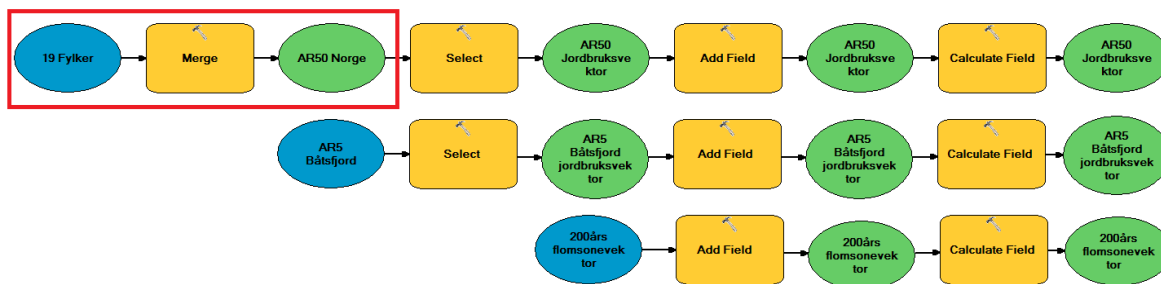 19 Fylker
Merge
AR50 Norge
Select
AR50
Jordbruksve
ktor
Add Field
AR50
Jordbruksve
ktor
Calculate Field
AR50
Jordbruksve
ktor
AR5
Båtsfjord
Select
AR5
Båtsfjord
jordbruksvek
tor
Add Field
AR5
Båtsfjord
jordbruksvek
tor
Calculate Field
AR5
Båtsfjord
jordbruksvek
tor
200års
flomsonevek
tor
Add Field
200års
flomsonevek
tor
Calculate Field
200års
flomsonevek
tor